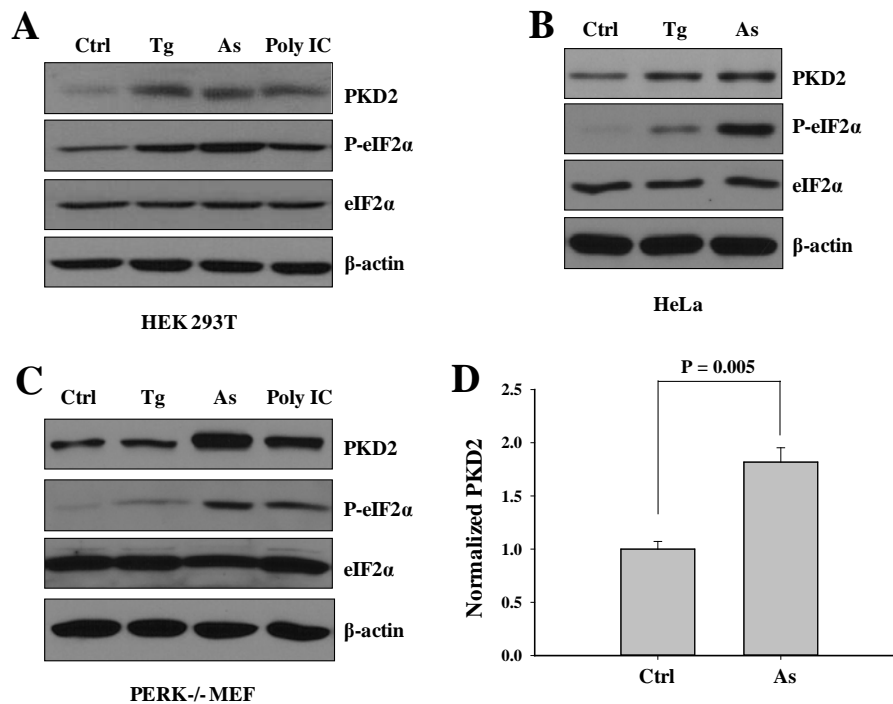 A
Ctrl Tg As Poly IC
PKD2
P-eIF2α
eIF2α
β-actin
HEK 293T
B
Ctrl Tg As
PKD2
P-eIF2α
eIF2α
β-actin
HeLa
C
Ctrl Tg As Poly IC
PKD2
P-eIF2α
eIF2α
β-actin
PERK-/- MEF
D
P = 0.005
Normalized PKD2
2.5
2.0
1.5
1.0
0.5
0.0
Ctrl As